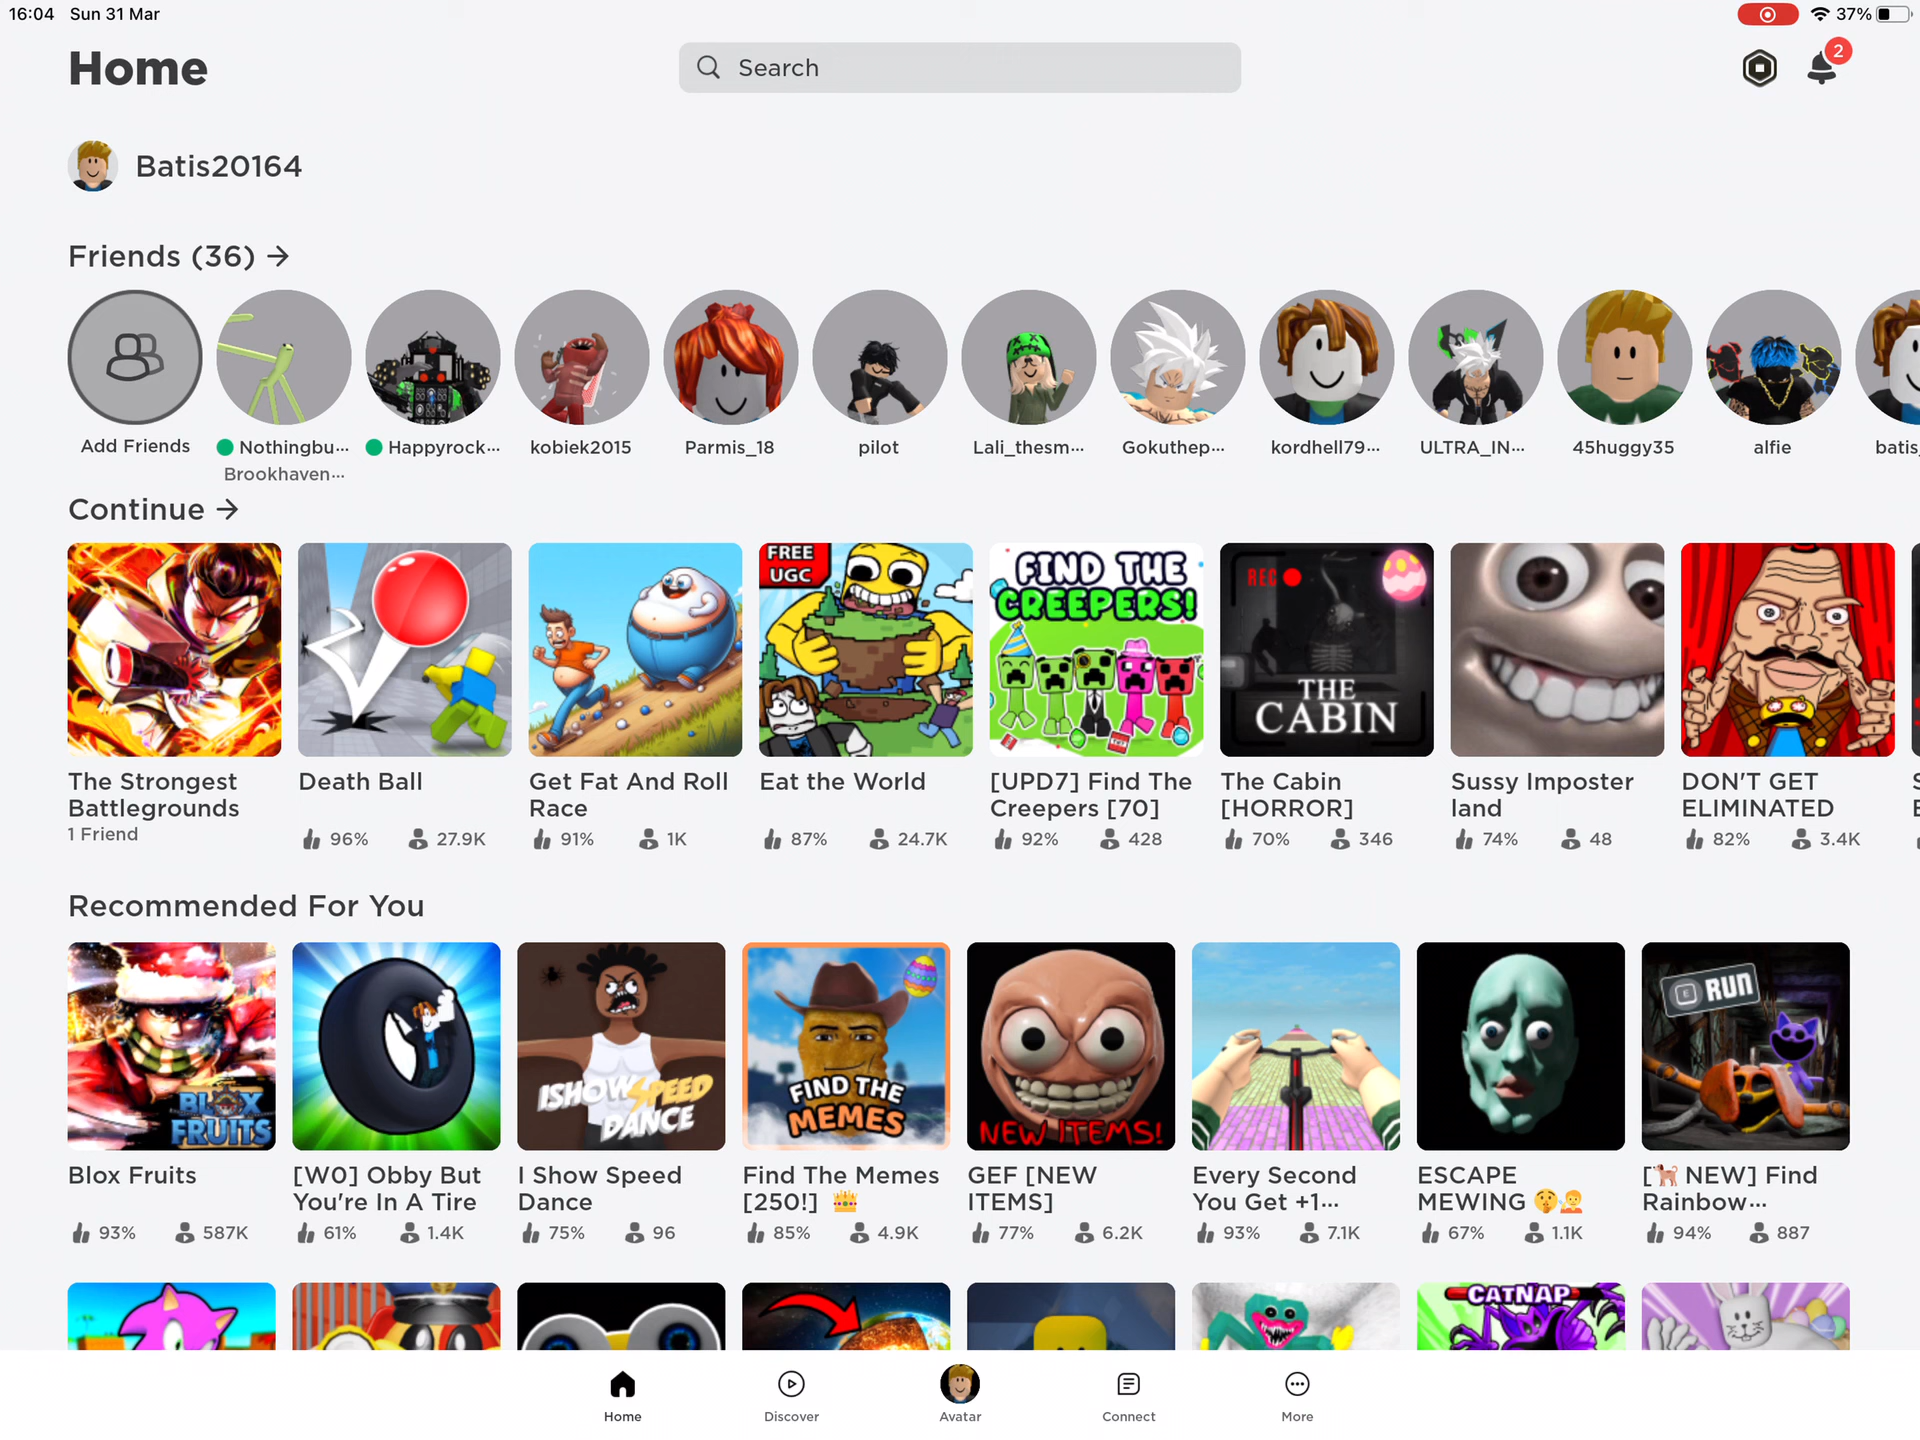 16:04 Sun 31 Mar
37%
Home
Search
2
Batis20164
Friends (36) →
Add Friends
Nothingbu...
Brookhaven...
Happyrock...
kobiek2015
Parmis_18
pilot
Lali_thesm...
Gokuthep...
kordhell79...
ULTRA_IN...
45huggy35
alfie
batis_
Continue →
FREE
UGC
FIND THE
CREEPERS!
REC
THE
CABIN
The Strongest
Battlegrounds
1 Friend
Death Ball
96% 27.9K
Get Fat And Roll
Race
91% 1K
Eat the World
87% 24.7K
[UPD7] Find The
Creepers [70]
92% 428
The Cabin
[HORROR]
70% 346
Sussy Imposter
land
74% 48
DON'T GET
ELIMINATED
82% 3.4K
Recommended For You
BLOX
FRUITS
ISHOWSPEED
DANCE
FIND THE
MEMES
NEW ITEMS!
E RUN
Blox Fruits
93% 587K
[W0] Obby But
You're In A Tire
61% 1.4K
I Show Speed
Dance
75% 96
Find The Memes
[250!] 👑
85% 4.9K
GEF [NEW
ITEMS]
77% 6.2K
Every Second
You Get +1...
93% 7.1K
ESCAPE
MEWING 🤫🧏
67% 1.1K
[🐕 NEW] Find
Rainbow...
94% 887
CATNAP
Home
Discover
Avatar
Connect
More